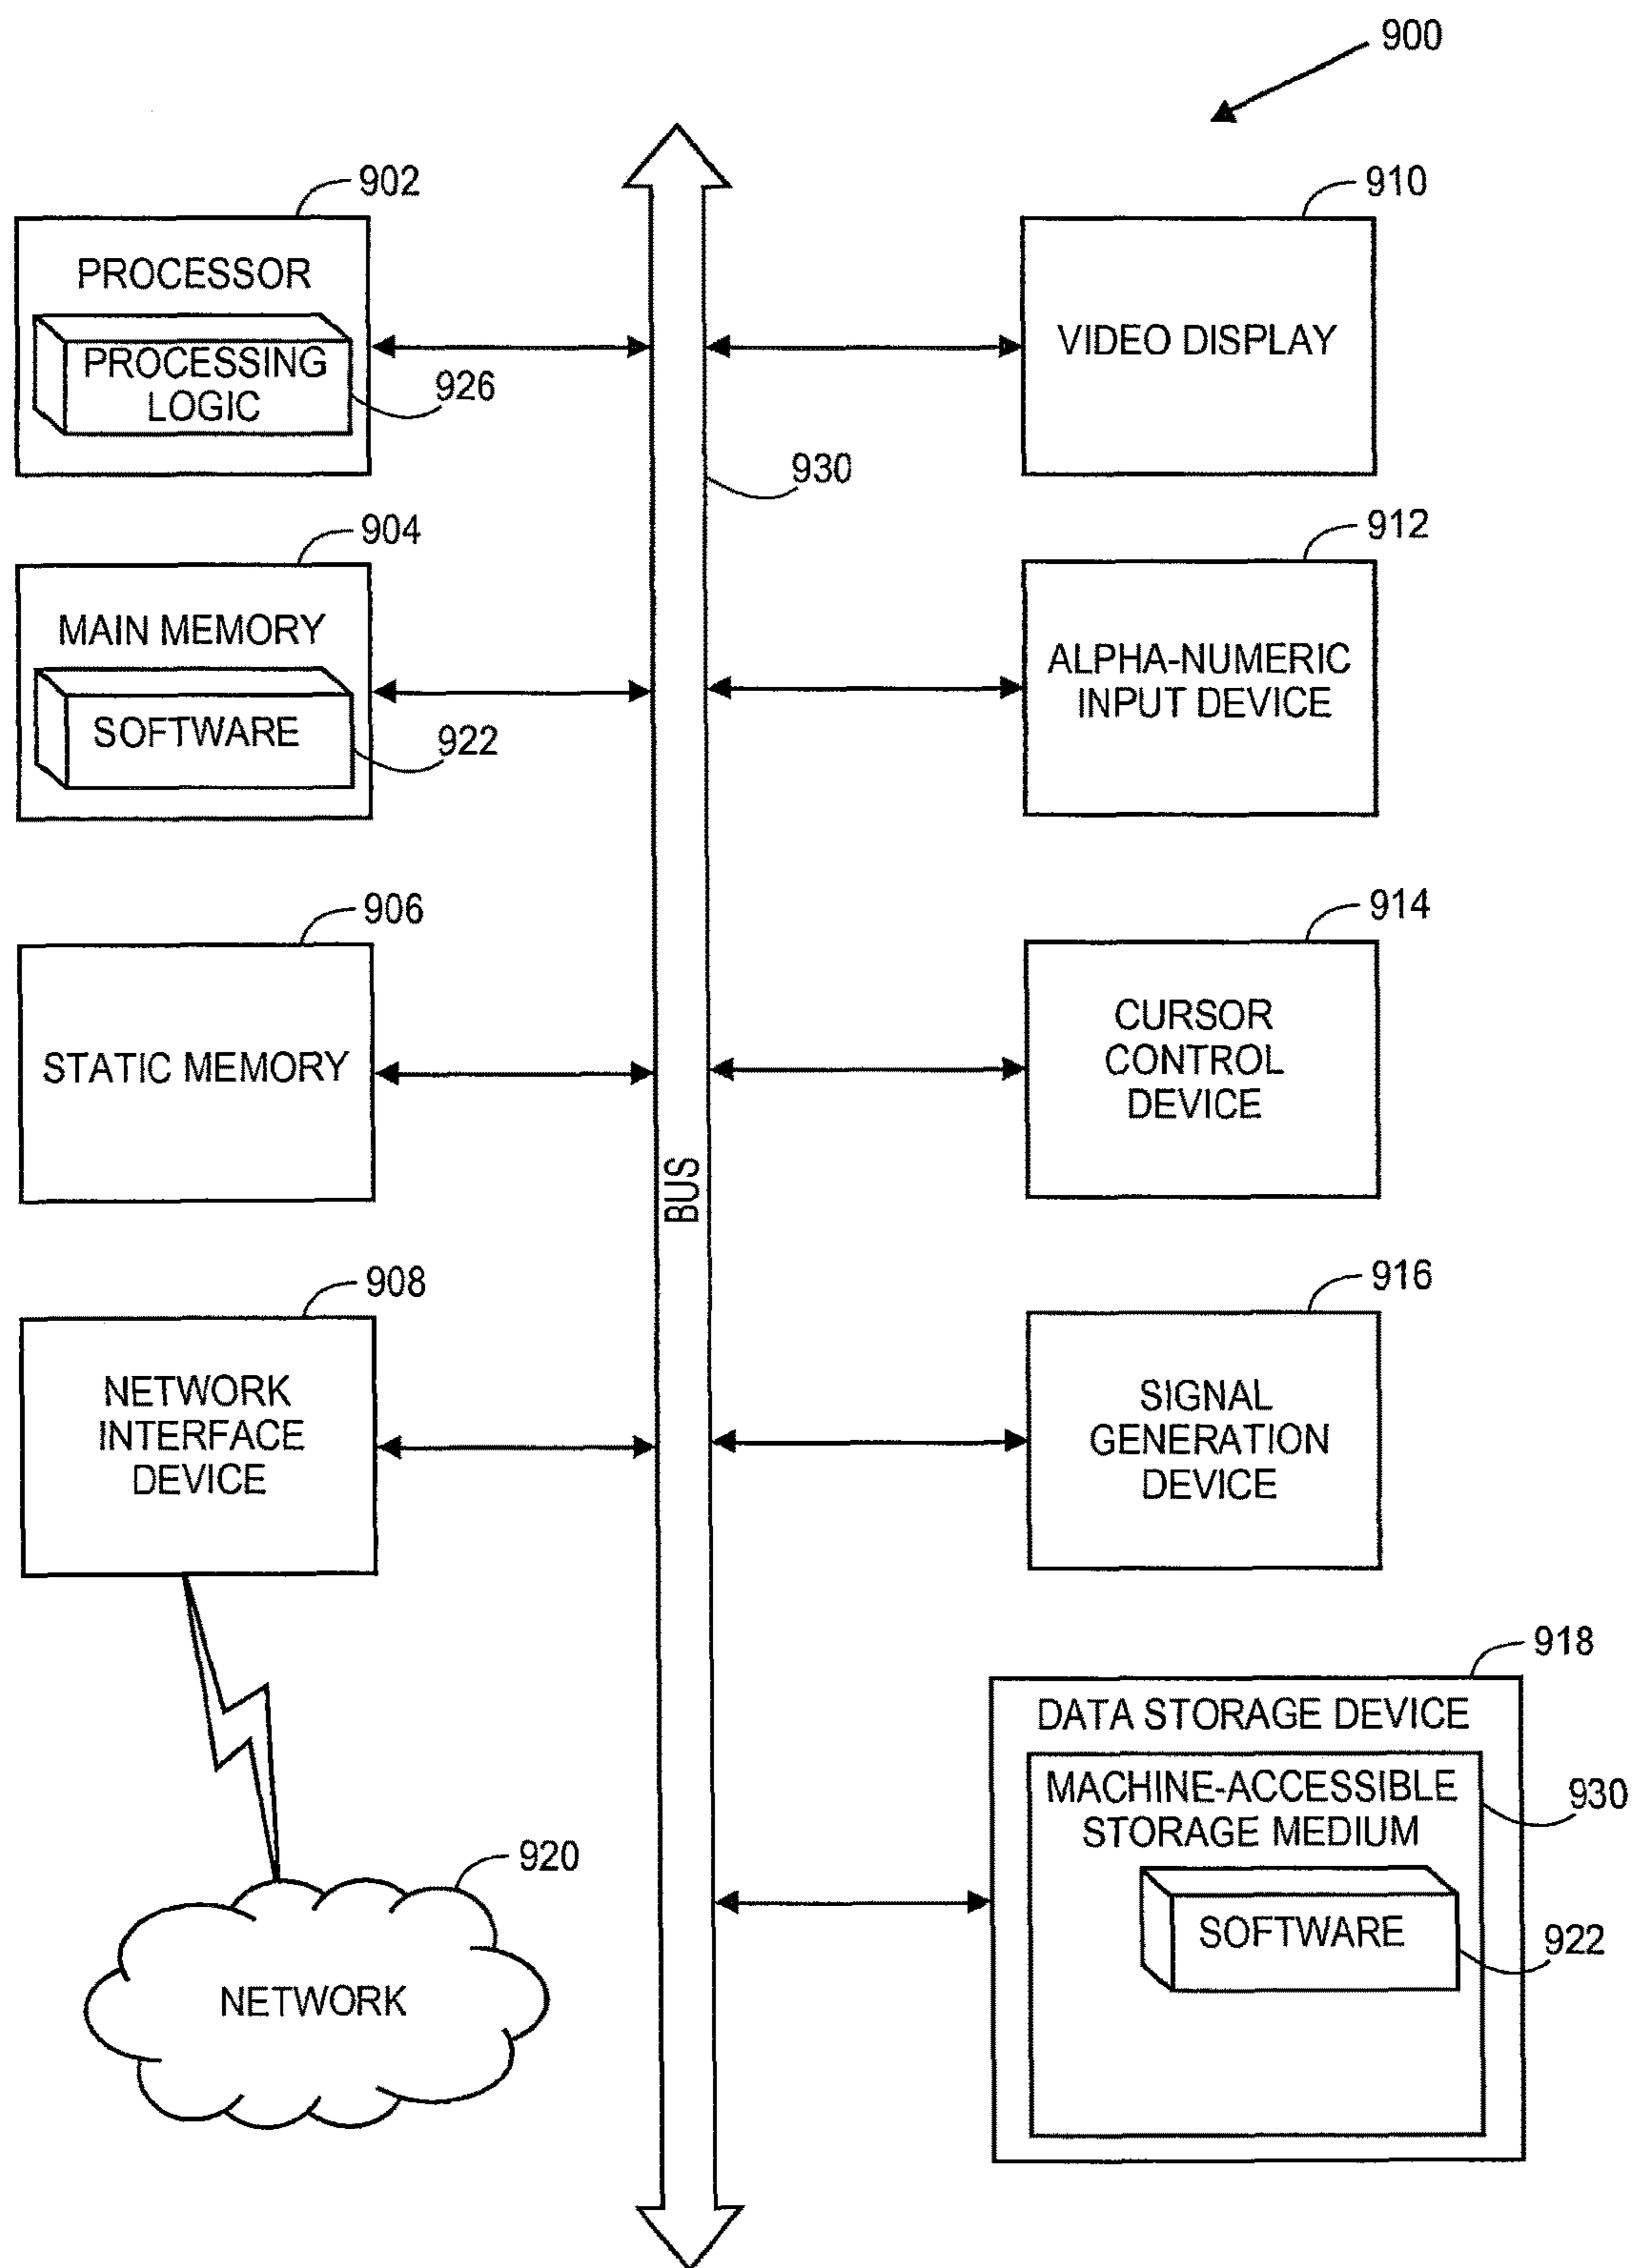 900
902
PROCESSOR
PROCESSING
LOGIC
926
904
MAIN MEMORY
SOFTWARE
922
906
STATIC MEMORY
908
NETWORK
INTERFACE
DEVICE
920
NETWORK
930
BUS
910
VIDEO DISPLAY
912
ALPHA-NUMERIC
INPUT DEVICE
914
CURSOR
CONTROL
DEVICE
916
SIGNAL
GENERATION
DEVICE
918
DATA STORAGE DEVICE
MACHINE-ACCESSIBLE
STORAGE MEDIUM
930
SOFTWARE
922